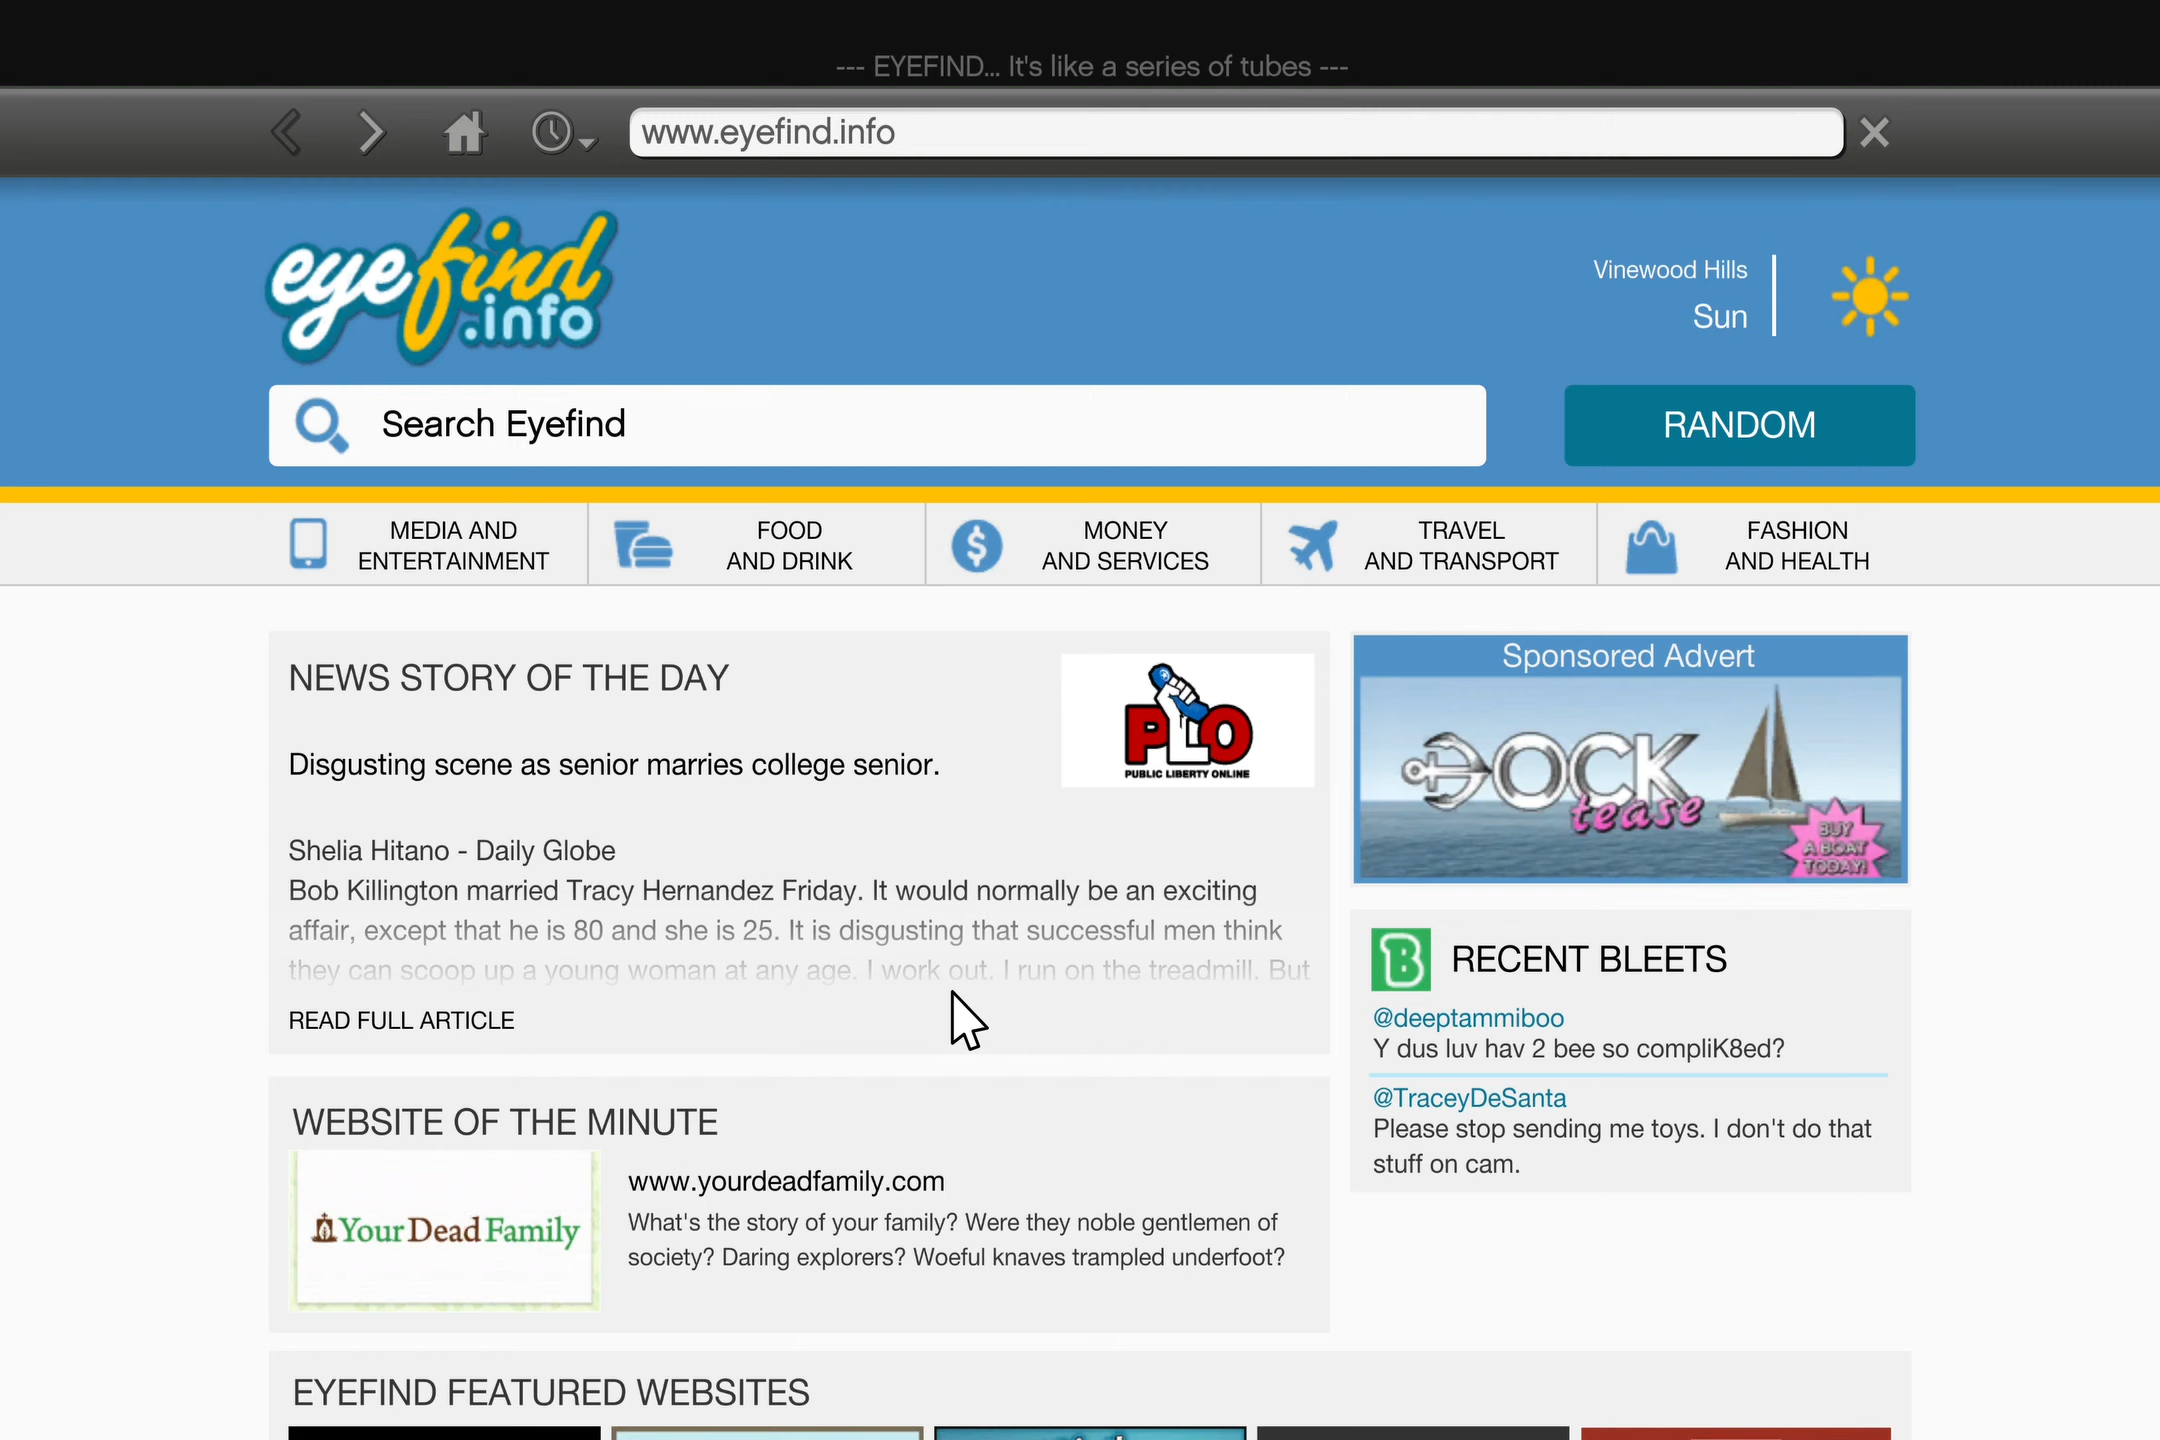 --- EYEFIND... It's like a series of tubes ---
www.eyefind.info
eyefind
.info
Vinewood Hills
Sun
Search Eyefind
RANDOM
MEDIA AND
ENTERTAINMENT
FOOD
AND DRINK
MONEY
AND SERVICES
TRAVEL
AND TRANSPORT
FASHION
AND HEALTH
NEWS STORY OF THE DAY
PLO
PUBLIC LIBERTY ONLINE
Disgusting scene as senior marries college senior.
Shelia Hitano - Daily Globe
Bob Killington married Tracy Hernandez Friday. It would normally be an exciting
affair, except that he is 80 and she is 25. It is disgusting that successful men think
they can scoop up a young woman at any age. I work out. I run on the treadmill. But
READ FULL ARTICLE
Sponsored Advert
DOCK
tease
BUY
A BOAT
TODAY!
B RECENT BLEETS
@deeptammiboo
Y dus luv hav 2 bee so compliK8ed?
@TraceyDeSanta
Please stop sending me toys. I don't do that
stuff on cam.
WEBSITE OF THE MINUTE
Your Dead Family
www.yourdeadfamily.com
What's the story of your family? Were they noble gentlemen of
society? Daring explorers? Woeful knaves trampled underfoot?
EYEFIND FEATURED WEBSITES